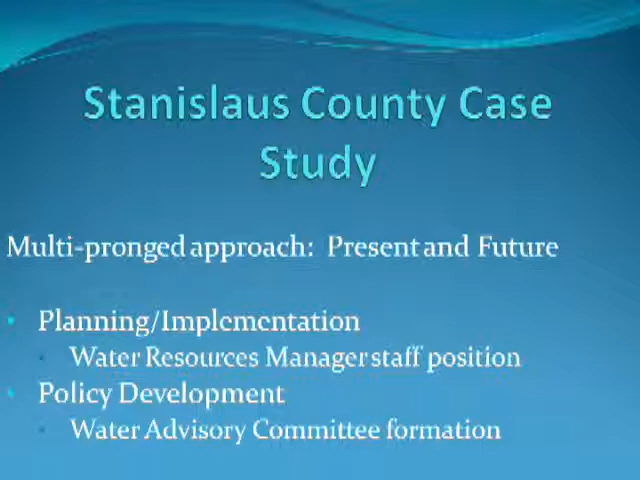 Stanislaus County Case
Study
Multi-pronged approach: Present and Future
• Planning/Implementation
• Water Resources Manager staff position
• Policy Development
• Water Advisory Committee formation